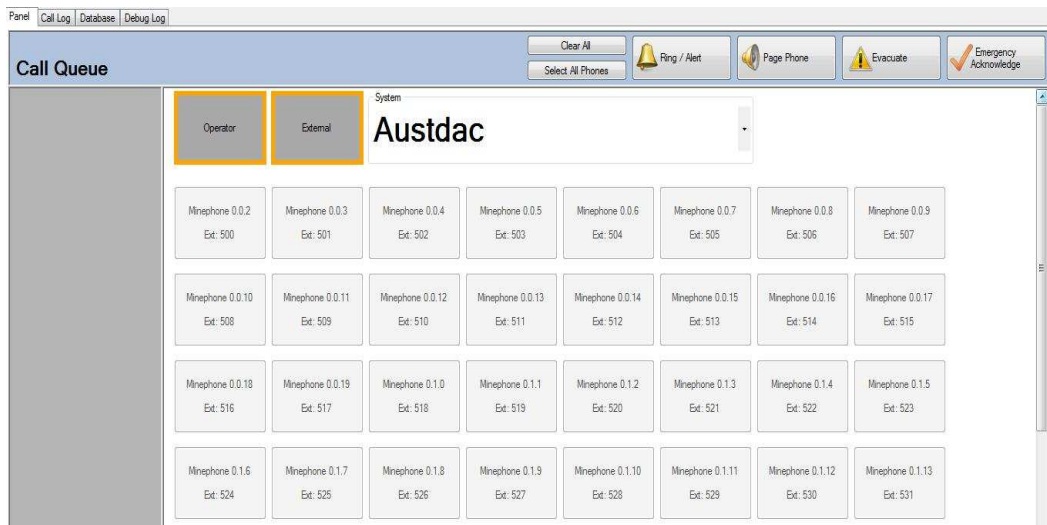 Panel Call Log Database Debug Log
Call Queue
Clear All
Select All Phones
Ring / Alert
Page Phone
Evacuate
Emergency
Acknowledge
Operator
External
System
Austdac
Minephone 0.0.2 Minephone 0.0.3 Minephone 0.0.4 Minephone 0.0.5 Minephone 0.0.6 Minephone 0.0.7 Minephone 0.0.8 Minephone 0.0.9
Ext: 500 Ext: 501 Ext: 502 Ext: 503 Ext: 504 Ext: 505 Ext: 506 Ext: 507
Minephone 0.0.10 Minephone 0.0.11 Minephone 0.0.12 Minephone 0.0.13 Minephone 0.0.14 Minephone 0.0.15 Minephone 0.0.16 Minephone 0.0.17
Ext: 508 Ext: 509 Ext: 510 Ext: 511 Ext: 512 Ext: 513 Ext: 514 Ext: 515
Minephone 0.0.18 Minephone 0.0.19 Minephone 0.1.0 Minephone 0.1.1 Minephone 0.1.2 Minephone 0.1.3 Minephone 0.1.4 Minephone 0.1.5
Ext: 516 Ext: 517 Ext: 518 Ext: 519 Ext: 520 Ext: 521 Ext: 522 Ext: 523
Minephone 0.1.6 Minephone 0.1.7 Minephone 0.1.8 Minephone 0.1.9 Minephone 0.1.10 Minephone 0.1.11 Minephone 0.1.12 Minephone 0.1.13
Ext: 524 Ext: 525 Ext: 526 Ext: 527 Ext: 528 Ext: 529 Ext: 530 Ext: 531